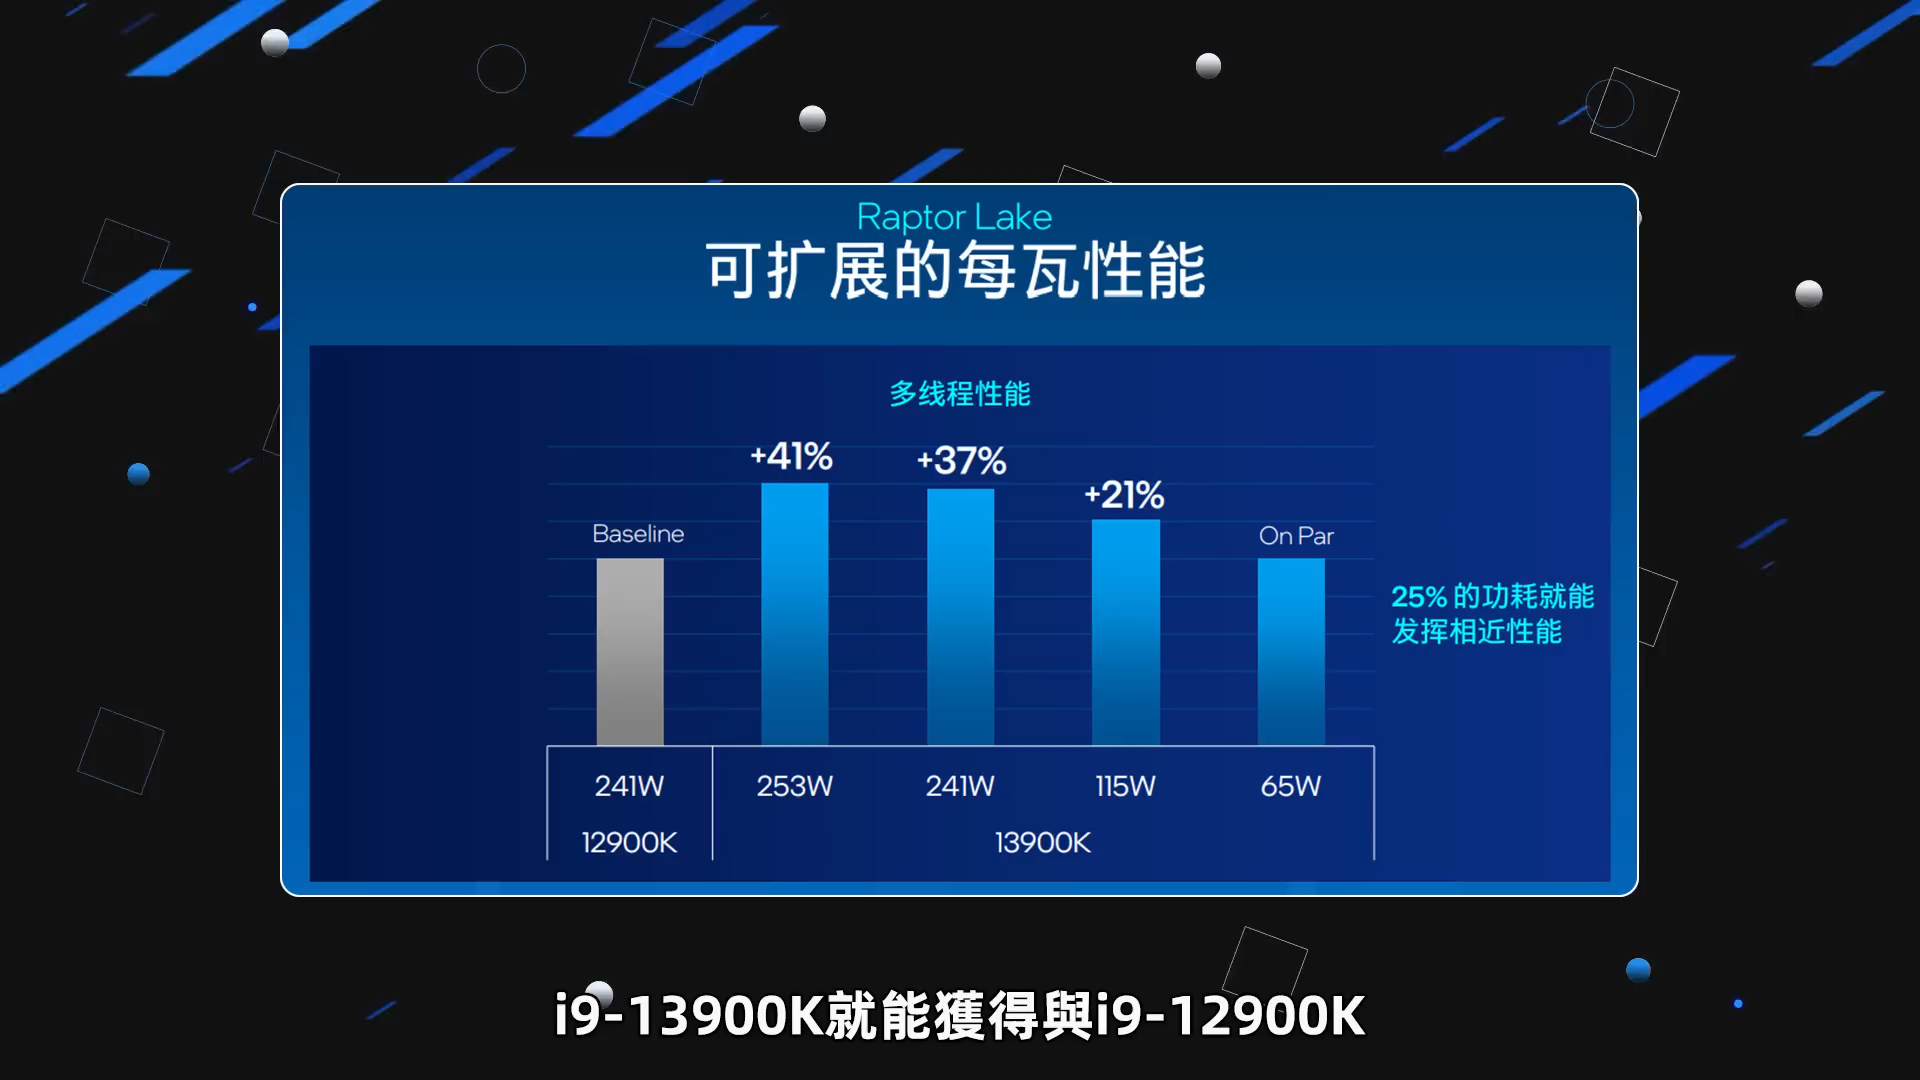 Raptor Lake
可扩展的每瓦性能
多线程性能
+41%
+37%
+21%
Baseline
On Par
25% 的功耗就能
发挥相近性能
241W
253W
241W
115W
65W
12900K
13900K
i9-13900K就能獲得與i9-12900K